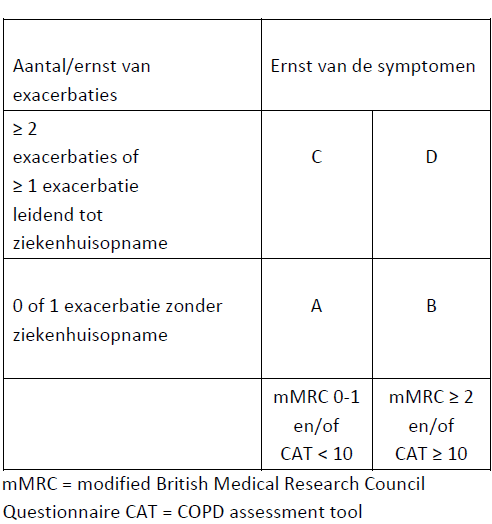 Aantal/ernst van
exacerbaties
Ernst van de symptomen
≥ 2
exacerbaties of
≥ 1 exacerbatie
leidend tot
ziekenhuisopname
C
D
0 of 1 exacerbatie zonder
ziekenhuisopname
A
B
mMRC 0-1
en/of
CAT < 10
mMRC ≥ 2
en/of
CAT ≥ 10
mMRC = modified British Medical Research Council
Questionnaire CAT = COPD assessment tool